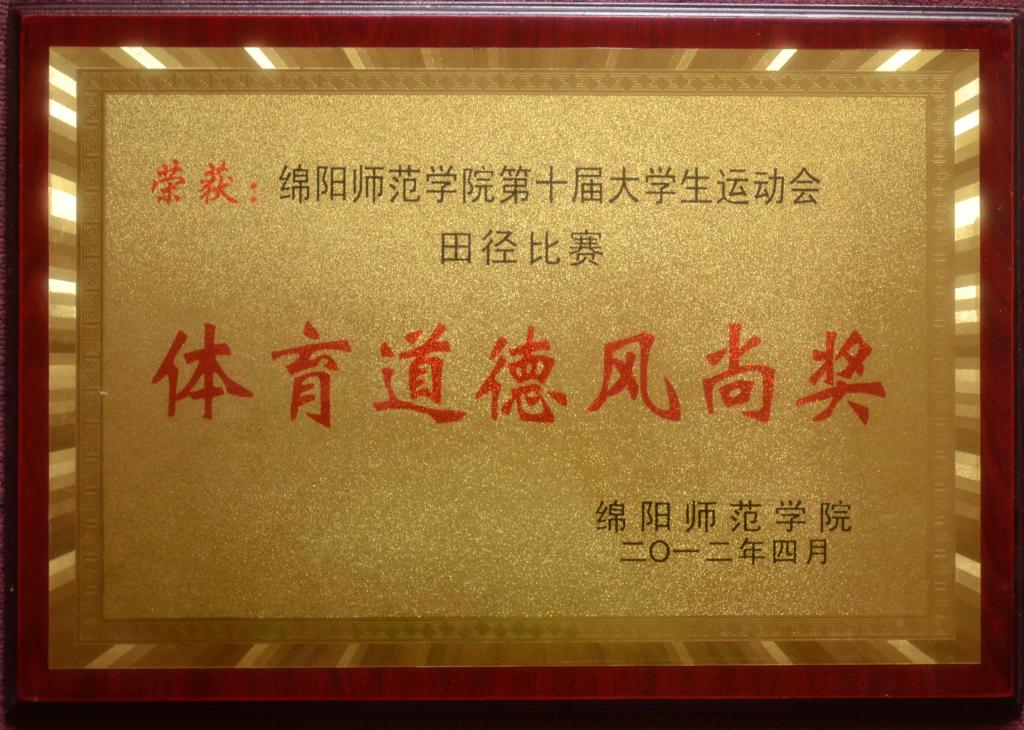 荣获：绵阳师范学院第十届大学生运动会
田径比赛
体育道德风尚奖
绵阳师范学院
二〇一二年四月